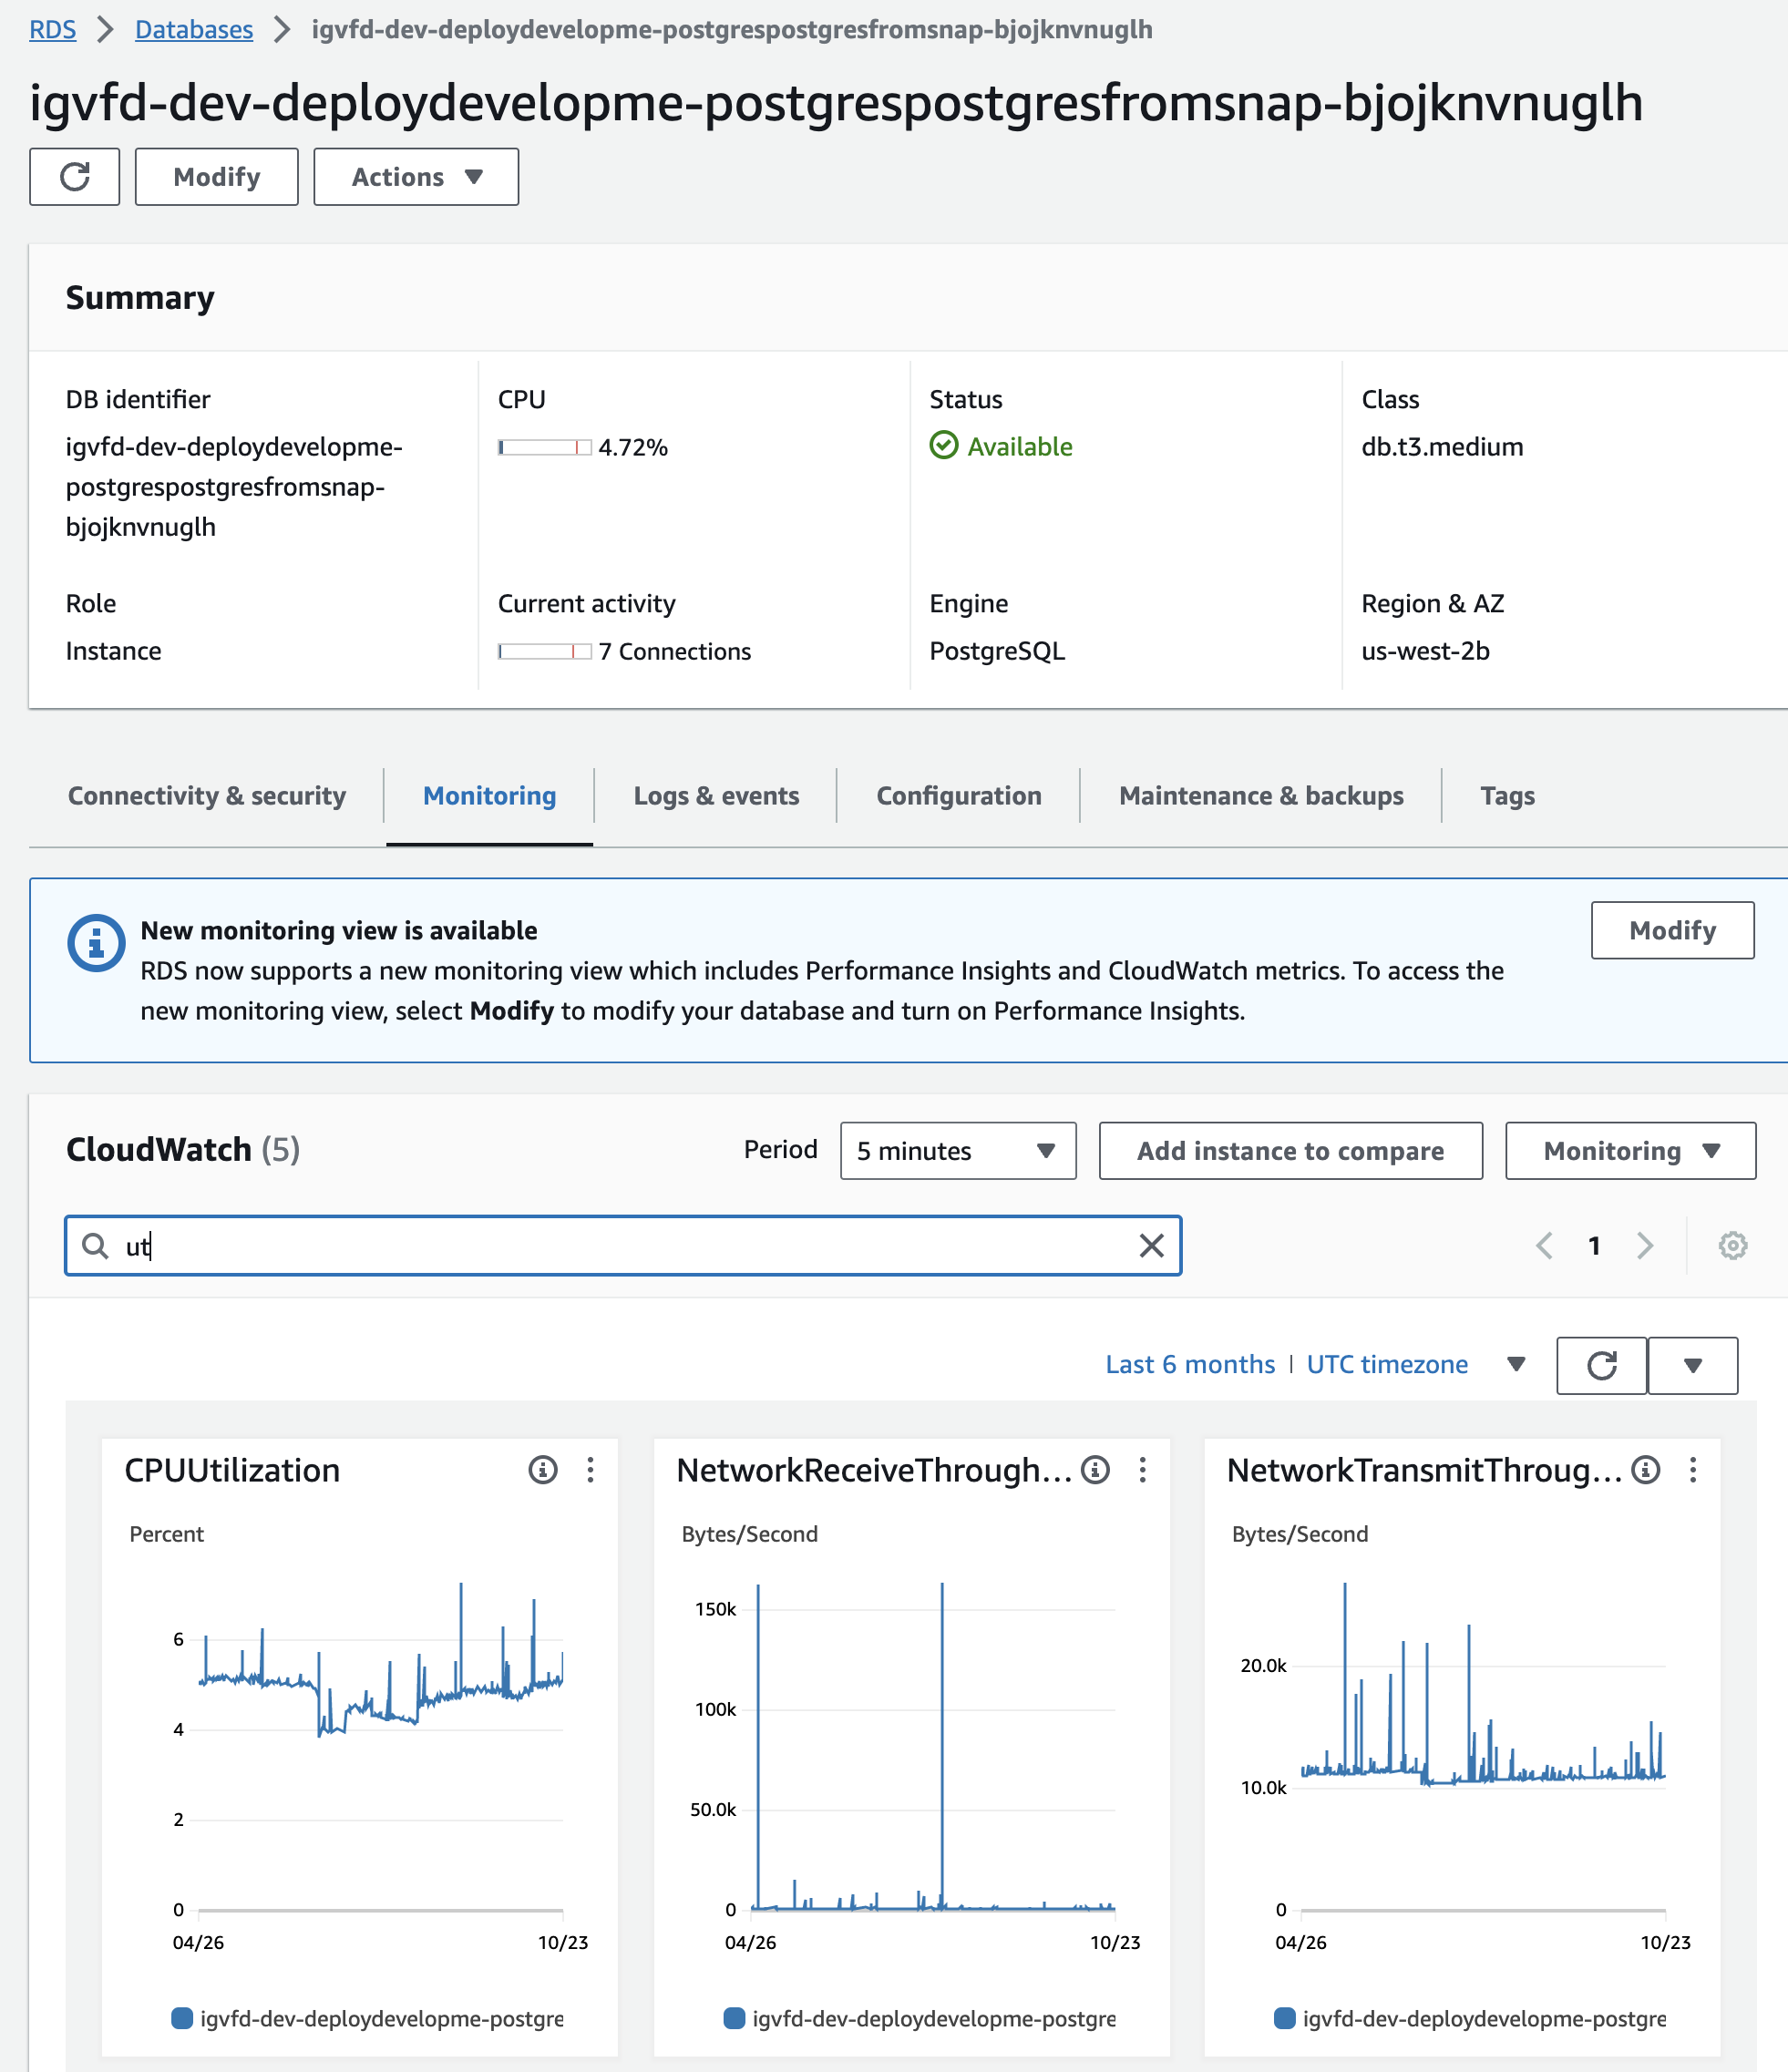 RDS > Databases > igvfd-dev-deploydevelopme-postgrespostgresfromsnap-bjojknvnuglh
igvfd-dev-deploydevelopme-postgrespostgresfromsnap-bjojknvnuglh
Modify
Actions
Summary
DB identifier
igvfd-dev-deploydevelopme-
postgrespostgresfromsnap-
bjojknvnuglh
CPU
4.72%
Status
Available
Class
db.t3.medium
Role
Instance
Current activity
7 Connections
Engine
PostgreSQL
Region & AZ
us-west-2b
Connectivity & security
Monitoring
Logs & events
Configuration
Maintenance & backups
Tags
New monitoring view is available
RDS now supports a new monitoring view which includes Performance Insights and CloudWatch metrics. To access the
new monitoring view, select Modify to modify your database and turn on Performance Insights.
Modify
CloudWatch (5)
Period
5 minutes
Add instance to compare
Monitoring
ut
1
Last 6 months | UTC timezone
CPUUtilization
Percent
6
4
2
0
04/26
10/23
igvfd-dev-deploydevelopme-postgre
NetworkReceiveThrough...
Bytes/Second
150k
100k
50.0k
0
04/26
10/23
igvfd-dev-deploydevelopme-postgre
NetworkTransmitThroug...
Bytes/Second
20.0k
10.0k
0
04/26
10/23
igvfd-dev-deploydevelopme-postgre